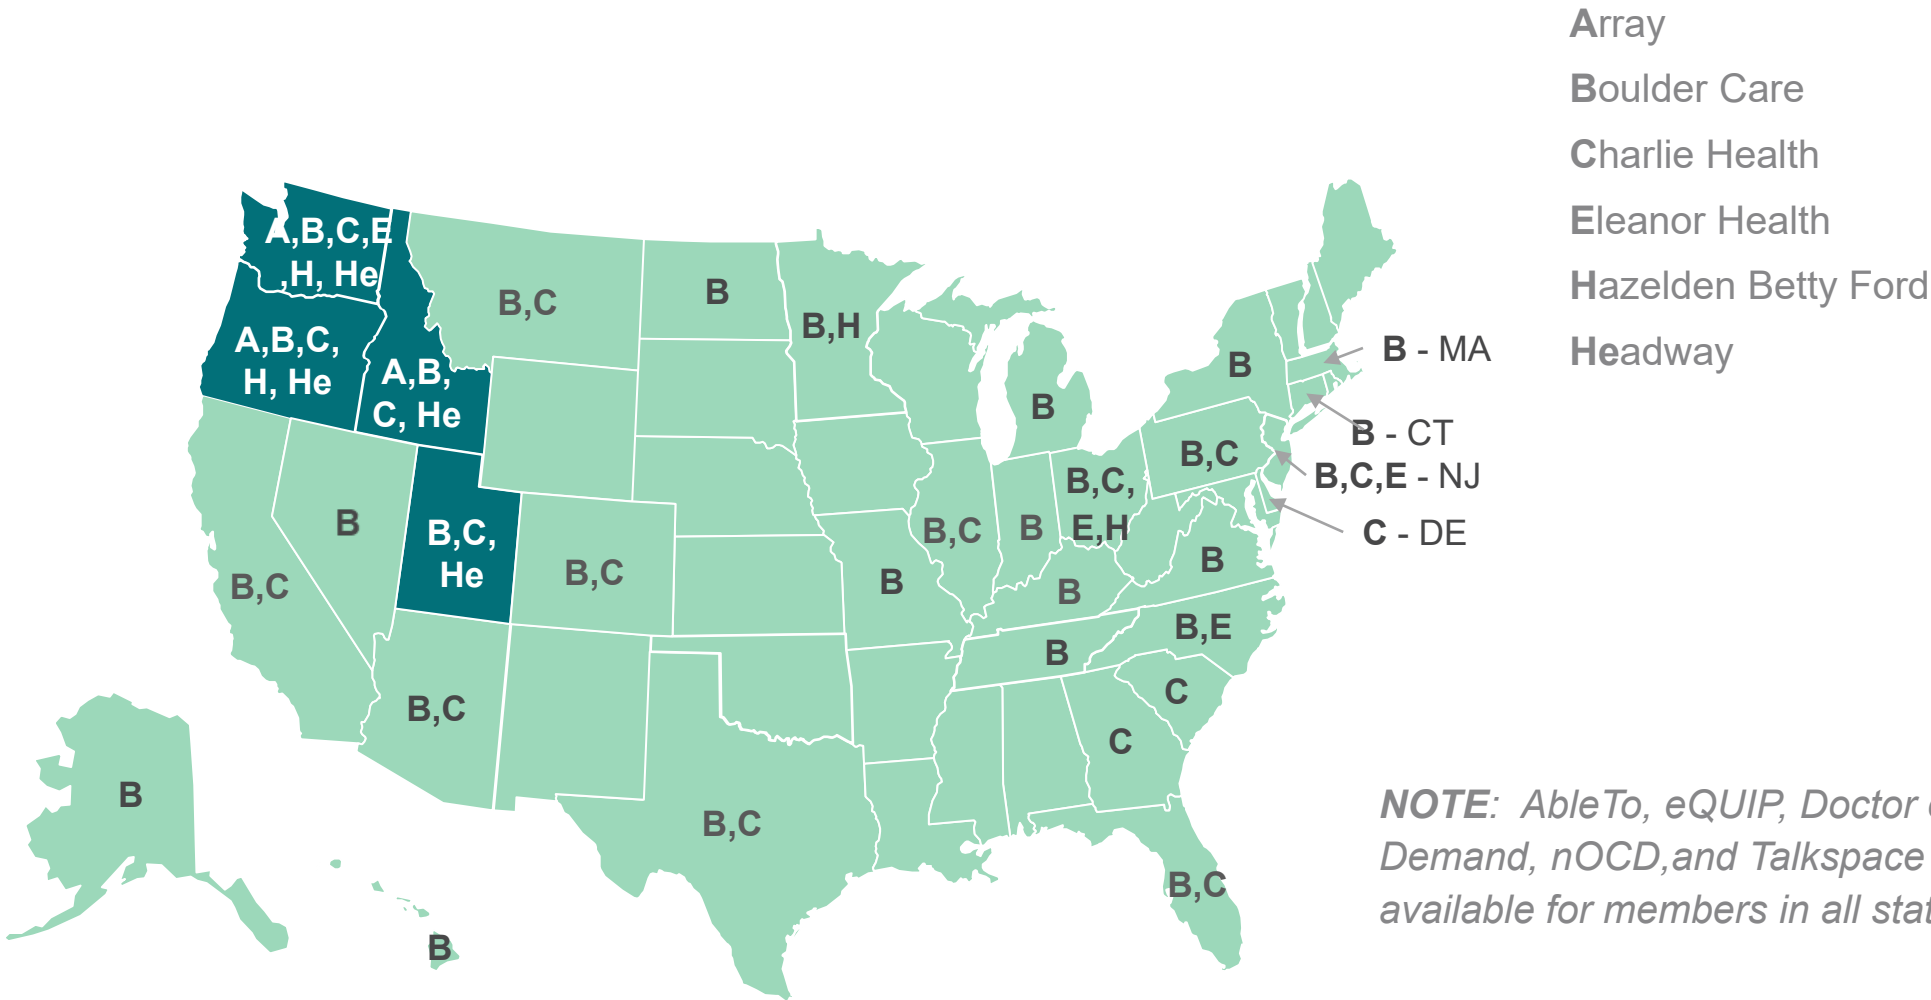 Array
Boulder Care
Charlie Health
Eleanor Health
Hazelden Betty Ford
Headway
A,B,C,E
,H, He
A,B,C,
H, He
A,B,
C, He
B,C,
He
B,C
B
B,H
B
B
B - MA
B - CT
B,C,E - NJ
C - DE
B,C
B,C,
E,H
B,C
B
B
B,C
B,C
B
B
B
B
B,E
B,C
C
C
B,C
B,C
B
B
NOTE: AbleTo, eQUIP, Doctor
Demand, nOCD,and Talkspace
available for members in all